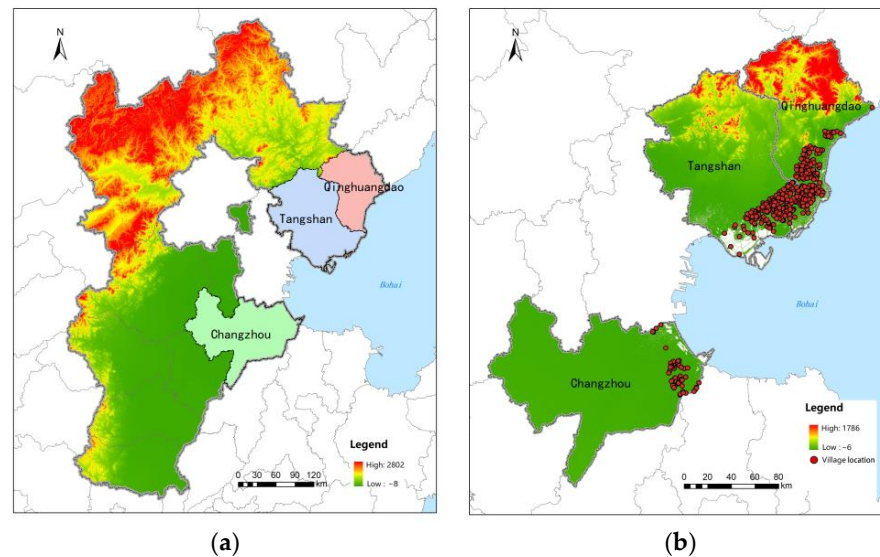 N
Qinghuangdao
Tangshan
Bohai
Changzhou
Legend
High: 2802
Low : −8
0 30 60 90 120
km
(a)
N
Qinghuangdao
Tangshan
Bohai
Changzhou
Legend
High: 1786
Low : −6
Village location
0 20 40 60 80
km
(b)